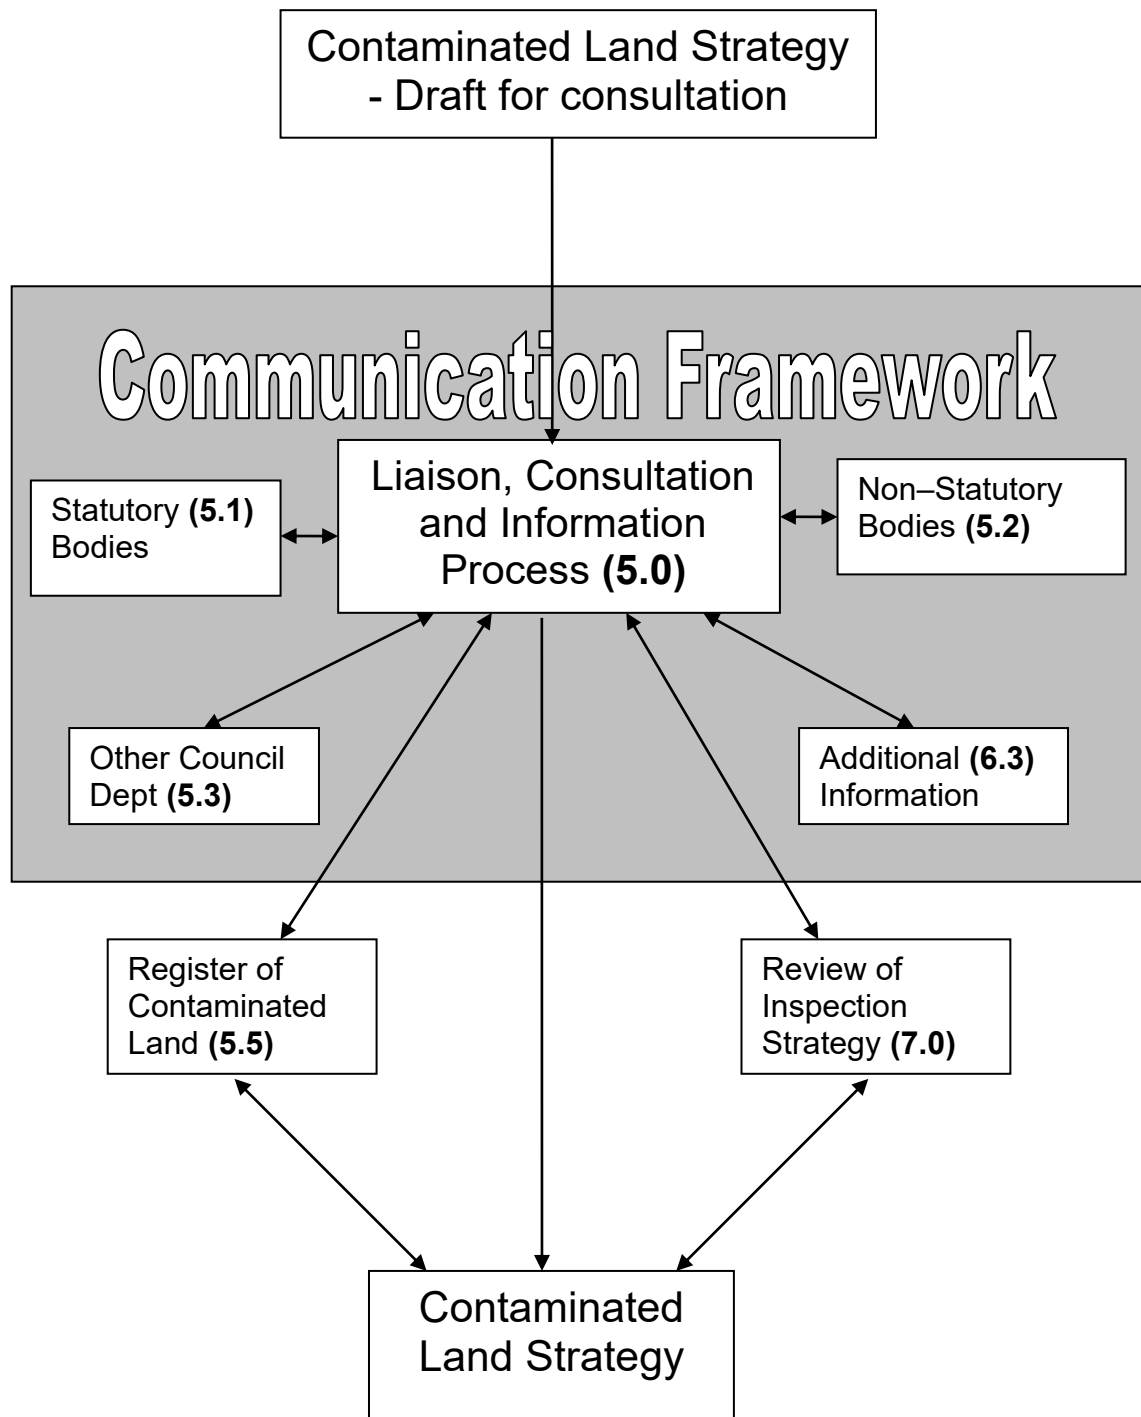 Contaminated Land Strategy
- Draft for consultation
Communication Framework
Liaison, Consultation
and Information
Process (5.0)
Statutory (5.1)
Bodies
Non–Statutory
Bodies (5.2)
Other Council
Dept (5.3)
Additional (6.3)
Information
Register of
Contaminated
Land (5.5)
Review of
Inspection
Strategy (7.0)
Contaminated
Land Strategy